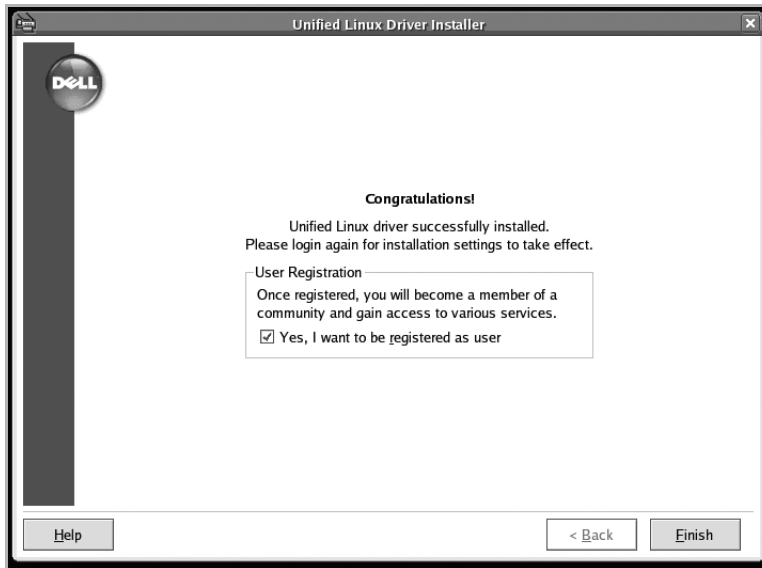 Unified Linux Driver Installer
DELL
Congratulations!
Unified Linux driver successfully installed.
Please login again for installation settings to take effect.
User Registration
Once registered, you will become a member of a
community and gain access to various services.
Yes, I want to be registered as user
Help
< Back
Finish